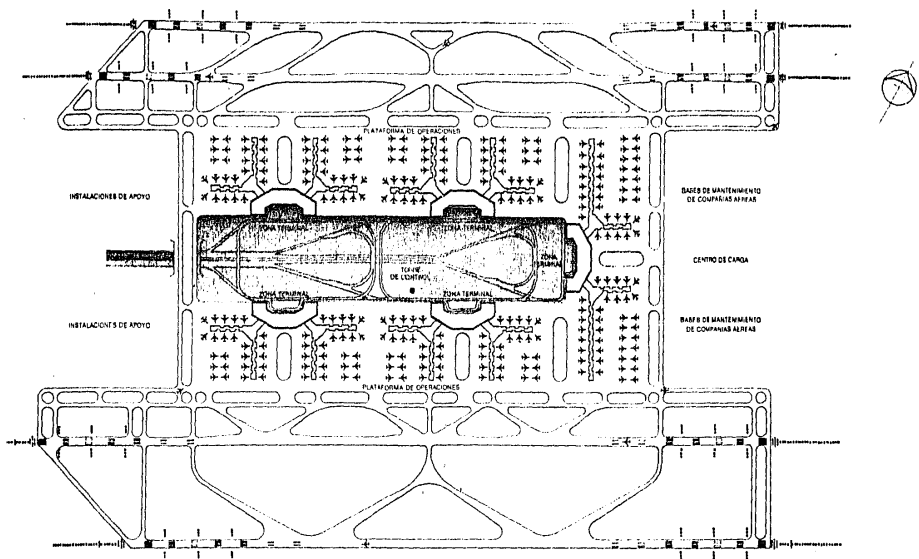 PLATAFORMA DE OPERACIONES
INSTALACIONES DE APOYO
BASES DE MANTENIMIENTO
DE COMPAÑIAS AEREAS
ZONA TERMINAL
ZONA TERMINAL
ZONA
TERMINAL
CENTRO DE CARGA
TORRE
DE CONTROL
ZONA TERMINAL
ZONA TERMINAL
INSTALACIONES DE APOYO
BASES DE MANTENIMIENTO
DE COMPAÑIAS AEREAS
PLATAFORMA DE OPERACIONES